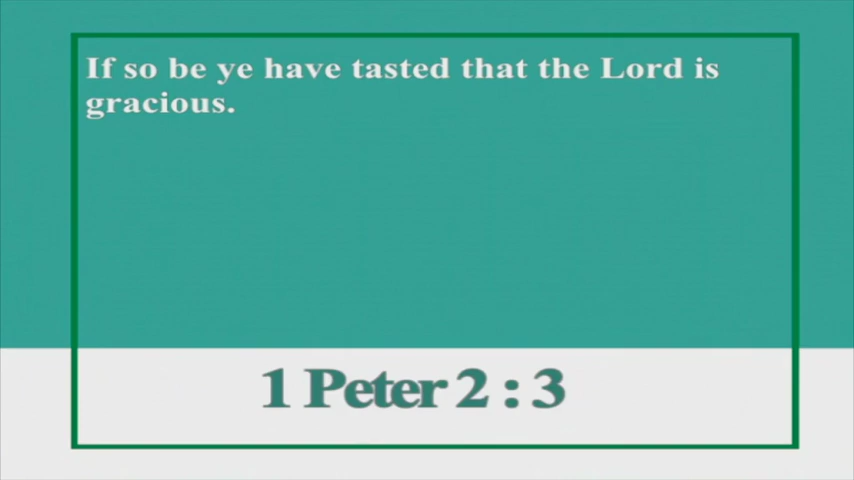 If so be ye have tasted that the Lord is
gracious.
1 Peter 2 : 3